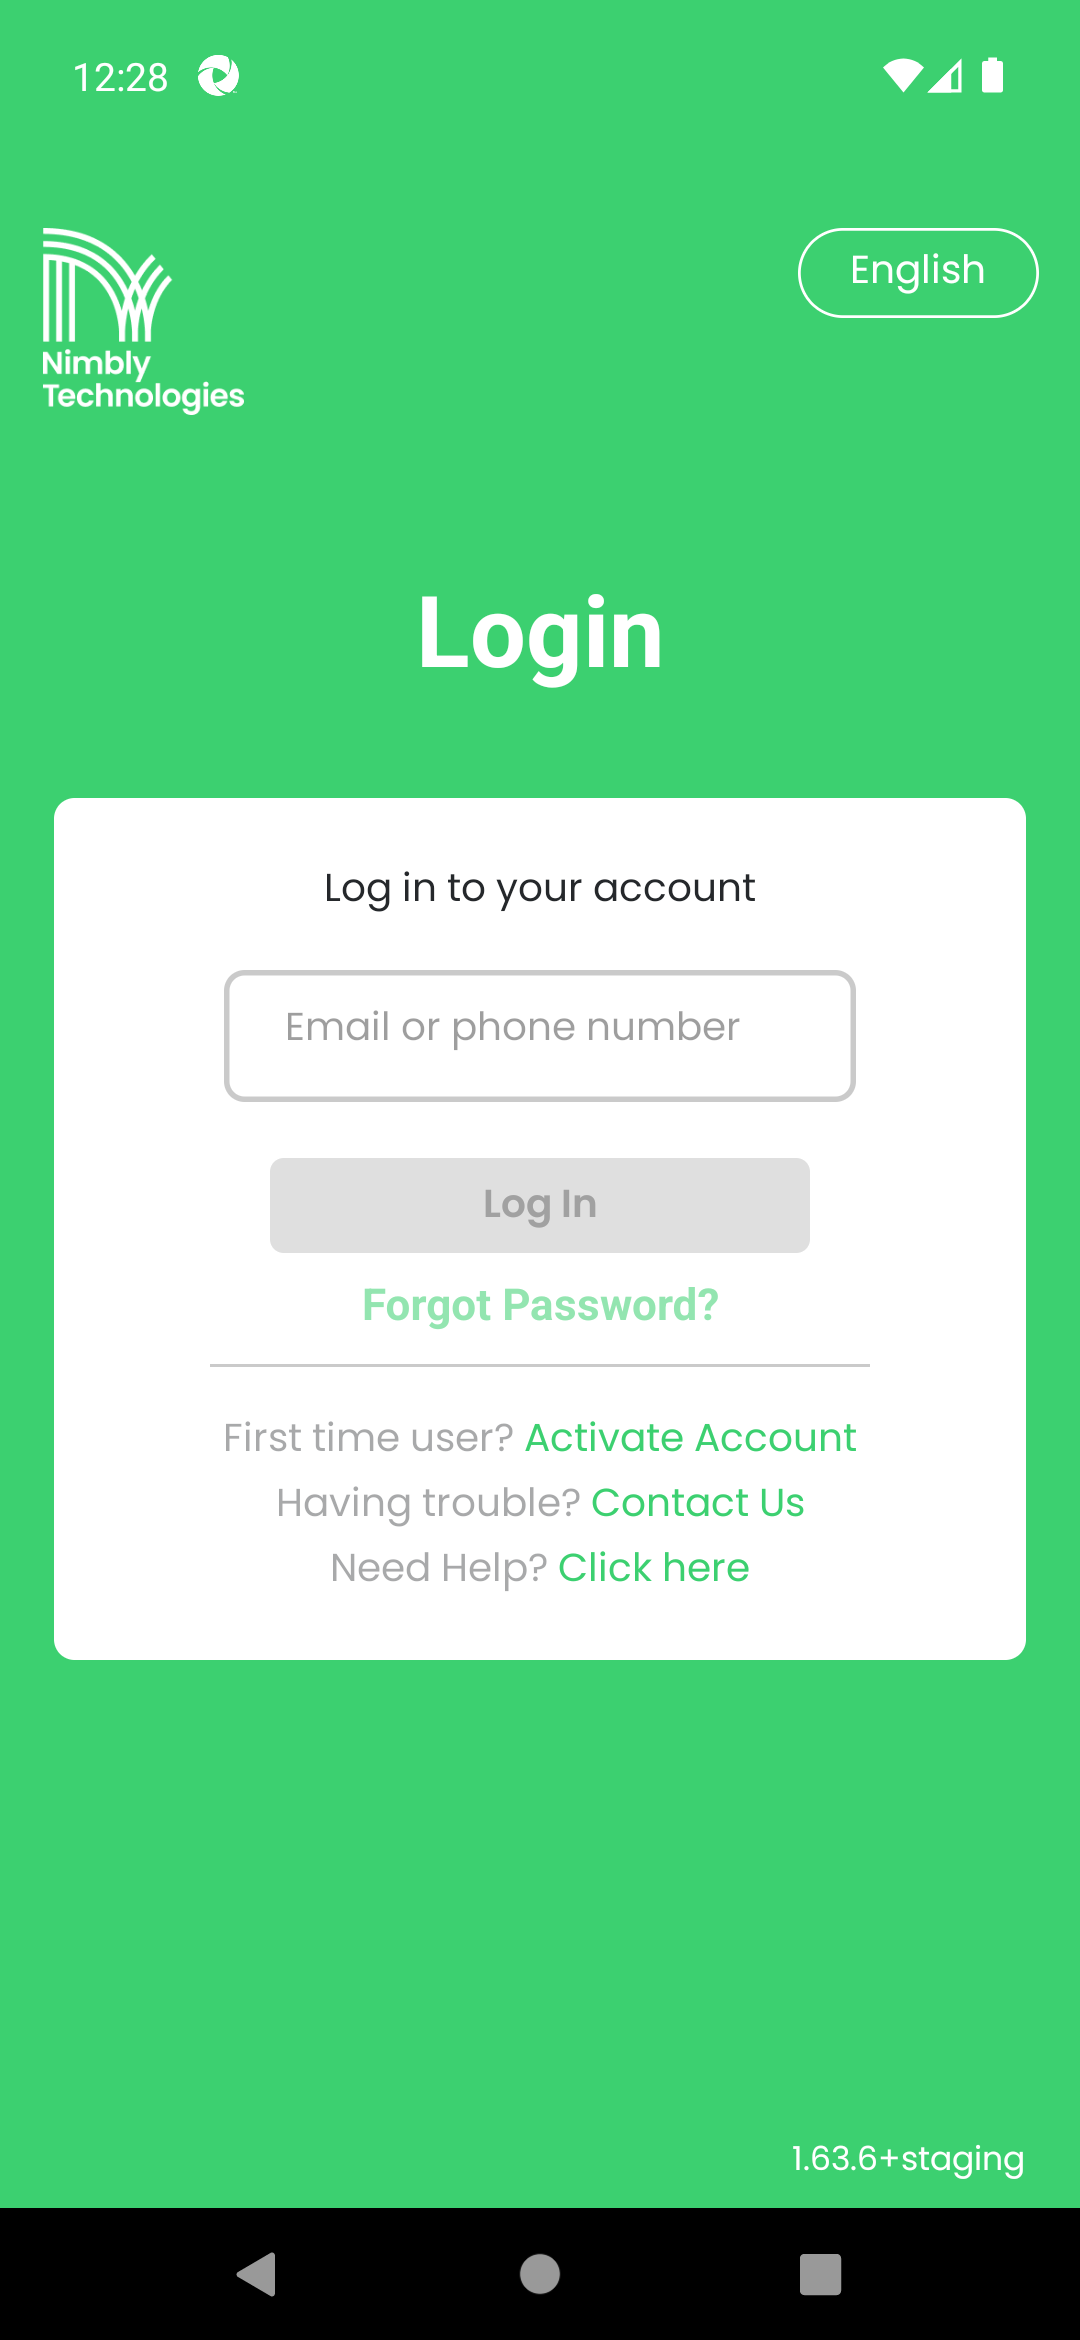 12:28
English
Nimbly
Technologies
Login
Log in to your account
Email or phone number
Log In
Forgot Password?
First time user? Activate Account
Having trouble? Contact Us
Need Help? Click here
1.63.6+staging